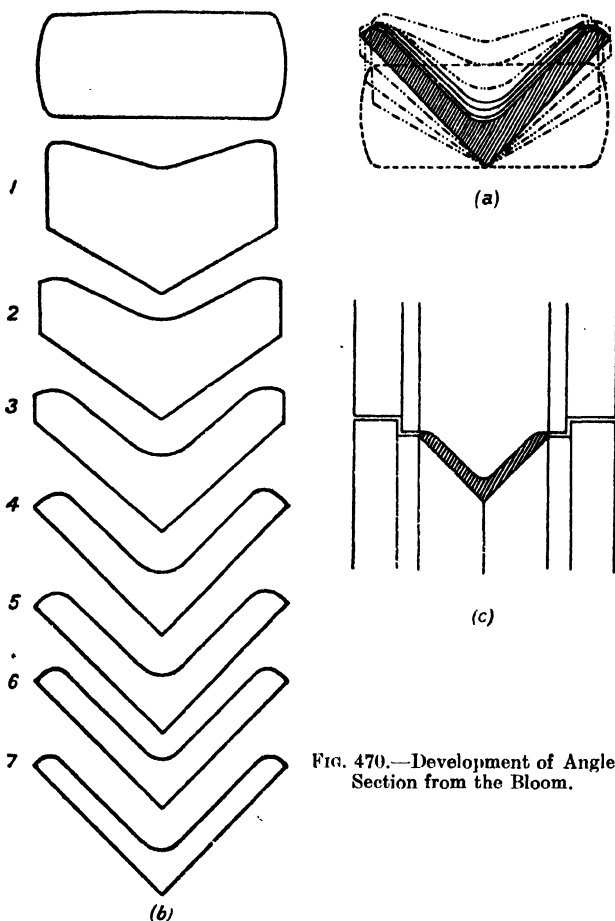 1
2
3
4
5
6
7
(b)
(a)
(c)
FIG. 470.—Development of Angle
Section from the Bloom.